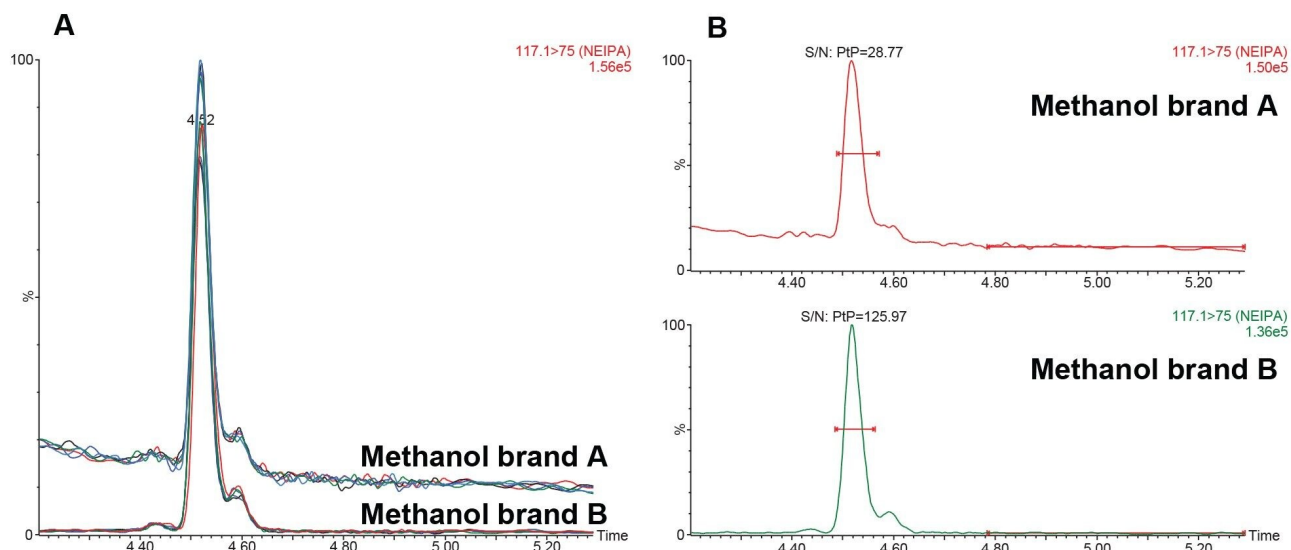 A
117.1>75 (NEIPA)
1.56e5
100
4.52
%
Methanol brand A
Methanol brand B
0
4.40 4.60 4.80 5.00 5.20 Time
B
S/N: PtP=28.77
117.1>75 (NEIPA)
1.50e5
100
Methanol brand A
%
0
4.40 4.60 4.80 5.00 5.20
S/N: PtP=125.97
117.1>75 (NEIPA)
1.36e5
100
Methanol brand B
%
0
4.40 4.60 4.80 5.00 5.20 Time